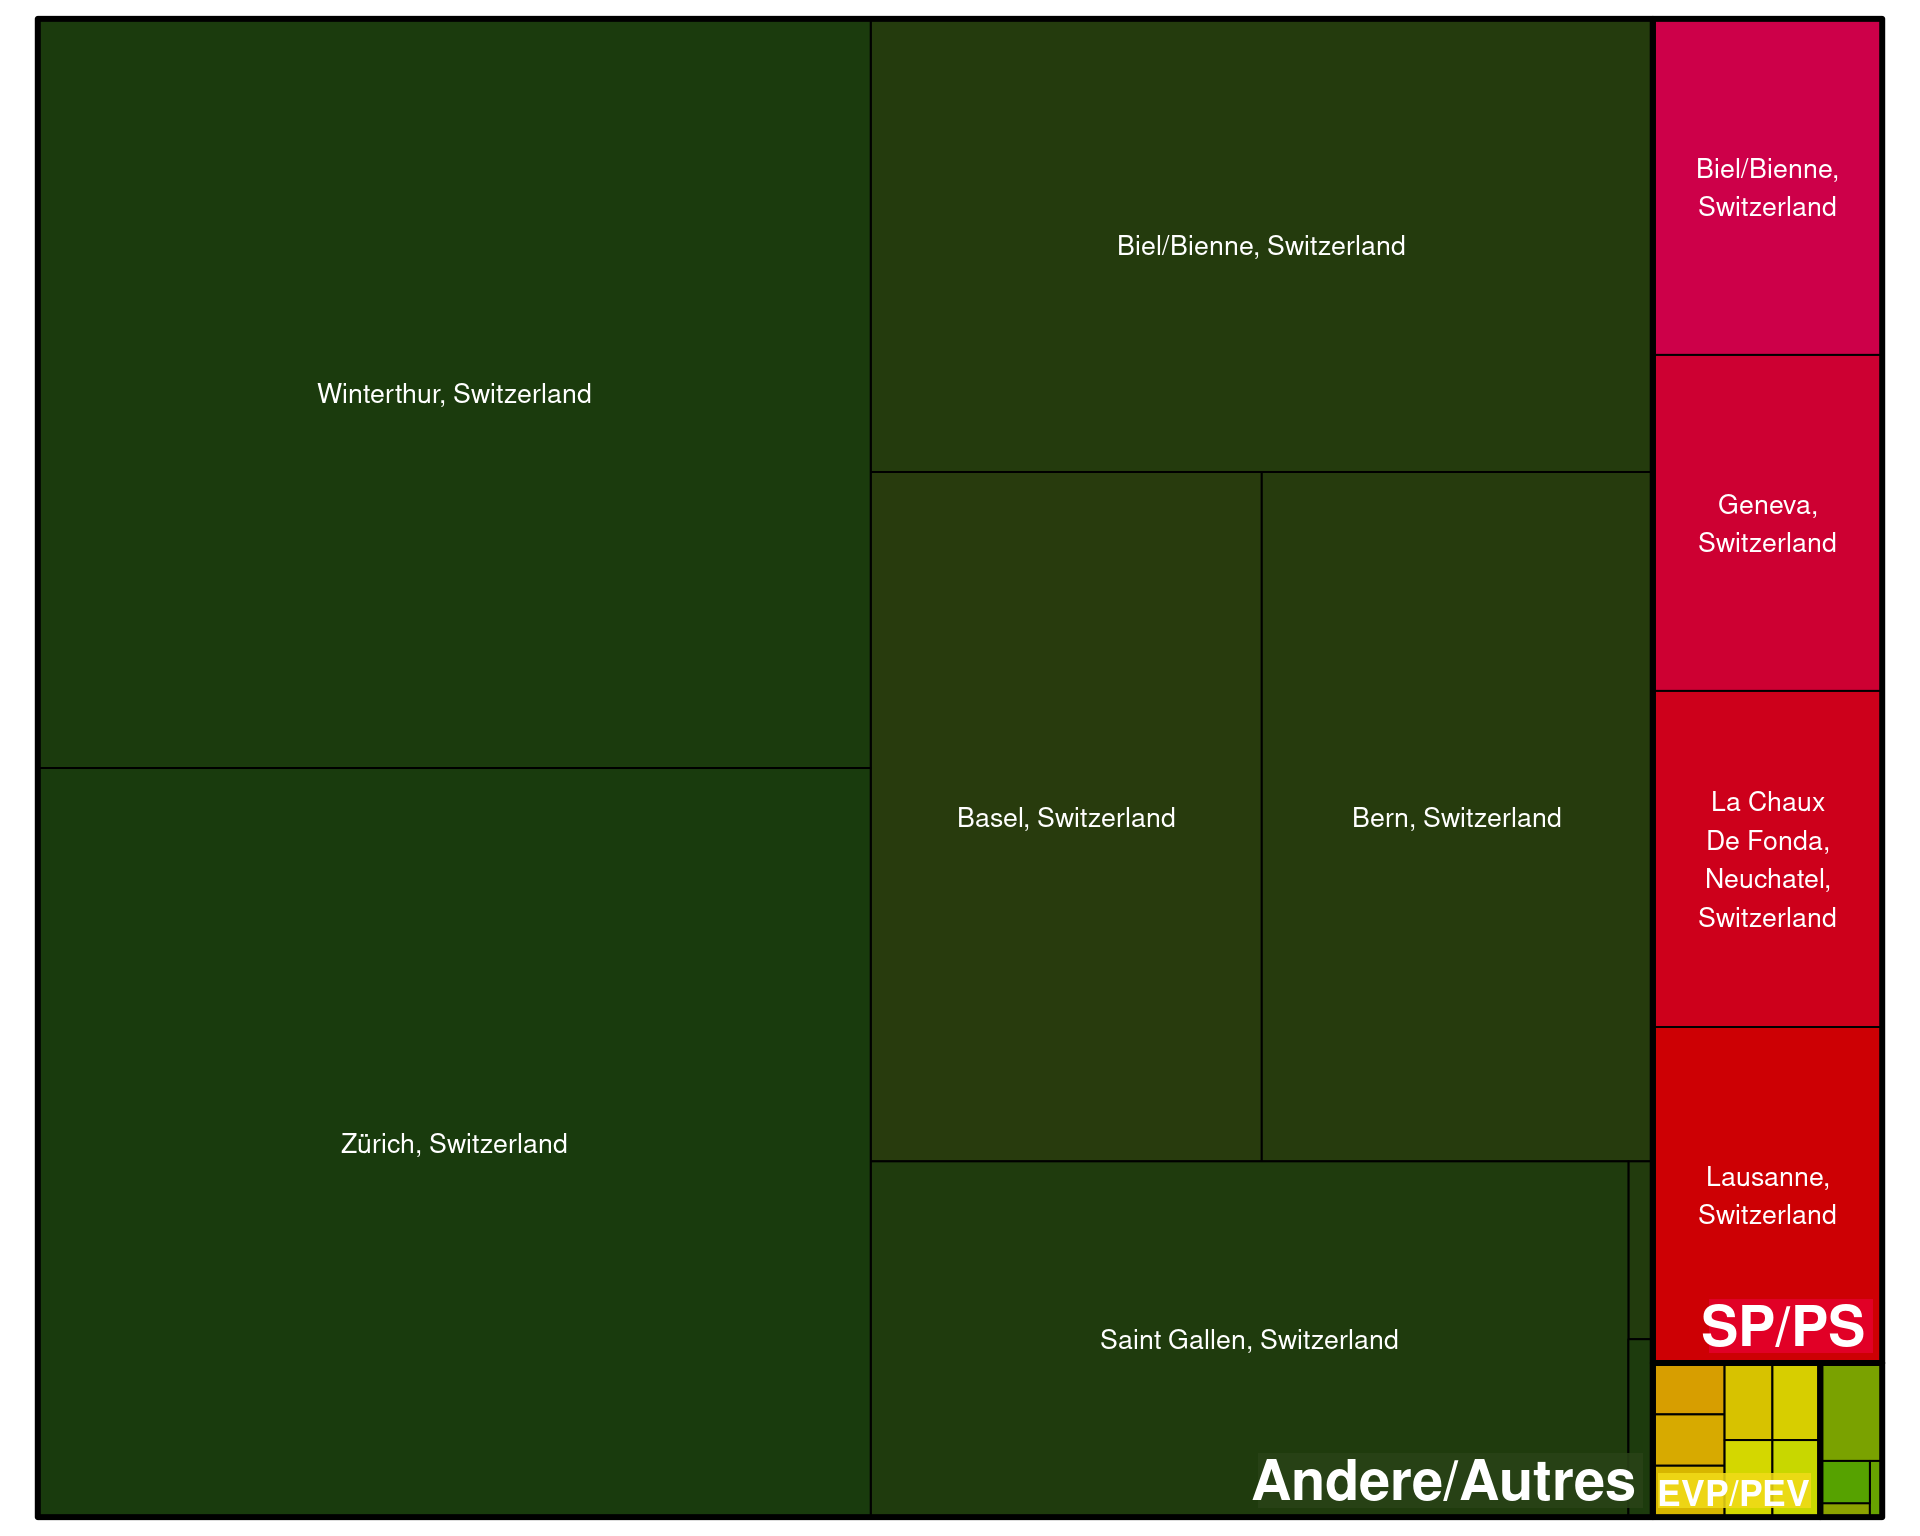 Winterthur, Switzerland
Zürich, Switzerland
Biel/Bienne, Switzerland
Basel, Switzerland
Bern, Switzerland
Saint Gallen, Switzerland
Andere/Autres
Biel/Bienne,
Switzerland
Geneva,
Switzerland
La Chaux
De Fonda,
Neuchatel,
Switzerland
Lausanne,
Switzerland
SP/PS
EVP/PEV